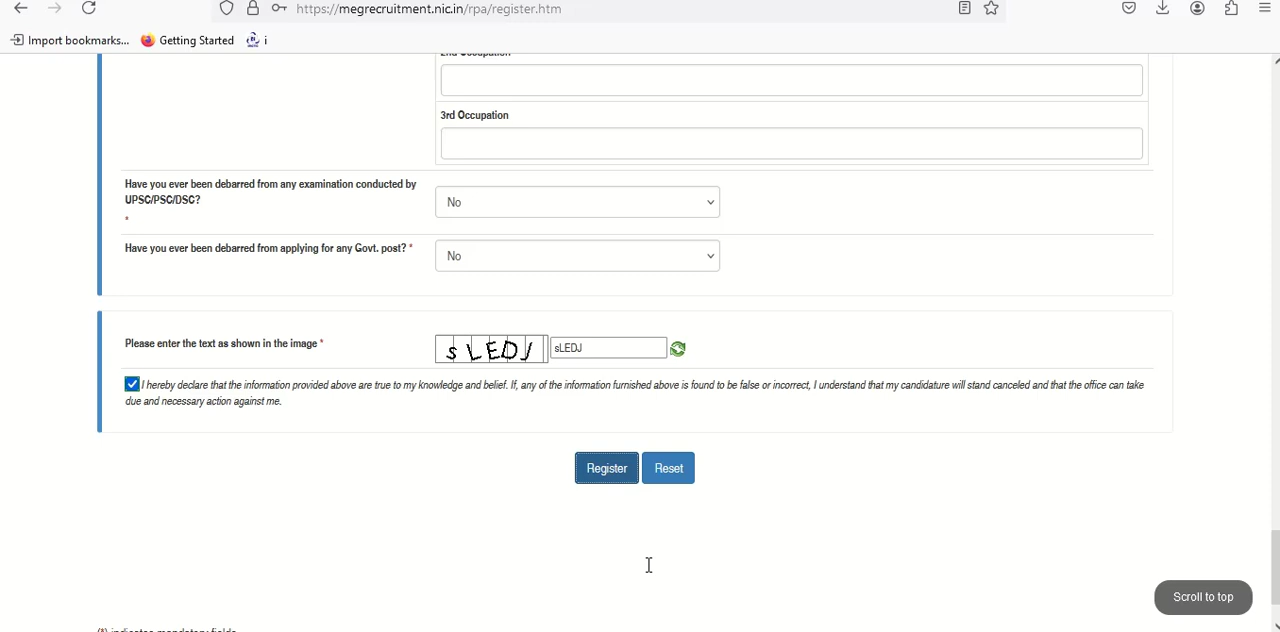 https://megrecruitment.nic.in/rpa/register.htm
Import bookmarks... Getting Started i
2nd Occupation
3rd Occupation
Have you ever been debarred from any examination conducted by
UPSC/PSC/DSC?
*
No
Have you ever been debarred from applying for any Govt. post? *
No
Please enter the text as shown in the image *
sLEDJ sLEDJ
I hereby declare that the information provided above are true to my knowledge and belief. If, any of the information furnished above is found to be false or incorrect, I understand that my candidature will stand canceled and that the office can take
due and necessary action against me.
Register Reset
Scroll to top
(*) indicates mandatory fields